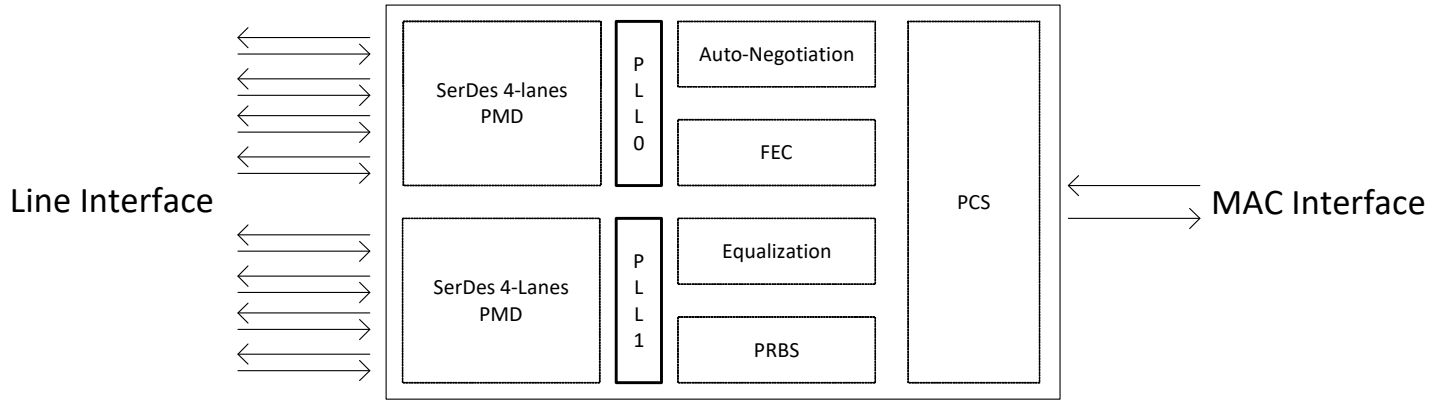 Line Interface
SerDes 4-lanes
PMD
P
L
L
0
Auto-Negotiation
FEC
SerDes 4-Lanes
PMD
P
L
L
1
Equalization
PRBS
PCS
MAC Interface